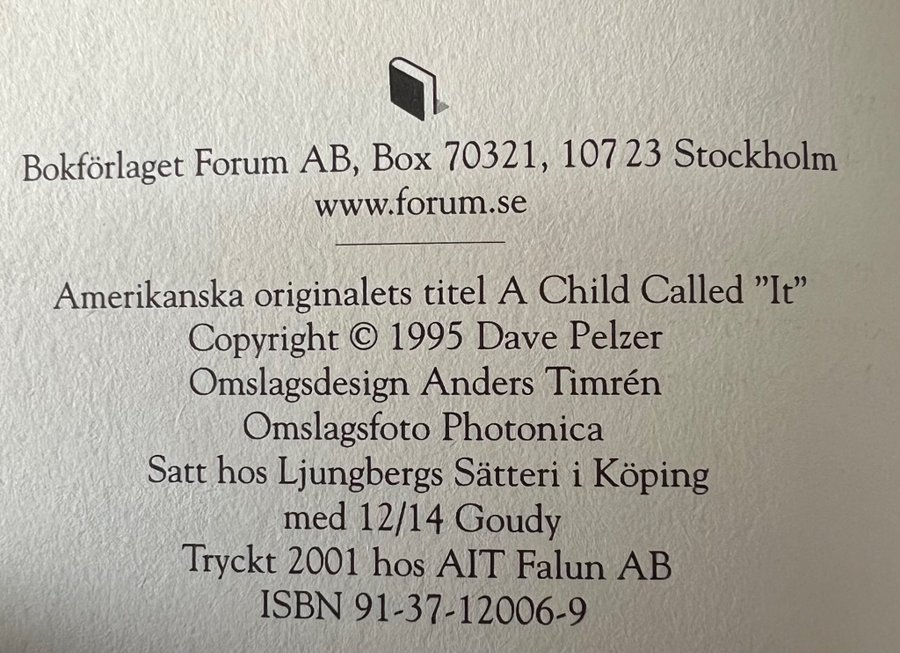 Bokförlaget Forum AB, Box 70321, 107 23 Stockholm
www.forum.se
Amerikanska originalets titel A Child Called ”It”
Copyright © 1995 Dave Pelzer
Omslagsdesign Anders Timrén
Omslagsfoto Photonica
Satt hos Ljungbergs Sätteri i Köping
med 12/14 Goudy
Tryckt 2001 hos AIT Falun AB
ISBN 91-37-12006-9